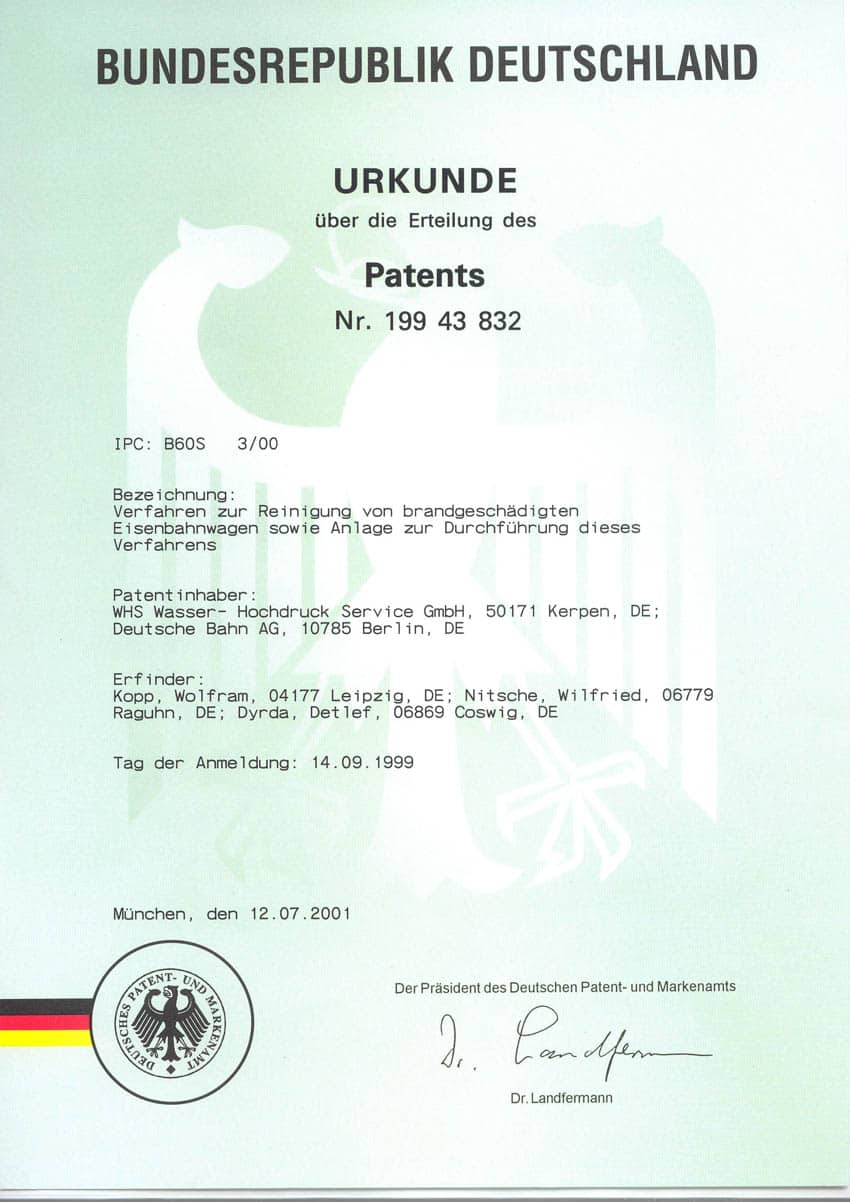 BUNDESREPUBLIK DEUTSCHLAND
URKUNDE
über die Erteilung des
Patents
Nr. 199 43 832
IPC: B60S 3/00
Bezeichnung:
Verfahren zur Reinigung von brandgeschädigten
Eisenbahnwagen sowie Anlage zur Durchführung dieses
Verfahrens
Patentinhaber:
WHS Wasser- Hochdruck Service GmbH, 50171 Kerpen, DE;
Deutsche Bahn AG, 10785 Berlin, DE
Erfinder:
Kopp, Wolfram, 04177 Leipzig, DE; Nitsche, Wilfried, 06779
Raguhn, DE; Dyrda, Detlef, 06869 Coswig, DE
Tag der Anmeldung: 14.09.1999
München, den 12.07.2001
DEUTSCHES PATENT- UND MARKENAMT
Der Präsident des Deutschen Patent- und Markenamts
Dr. Landfermann
Dr. Landfermann